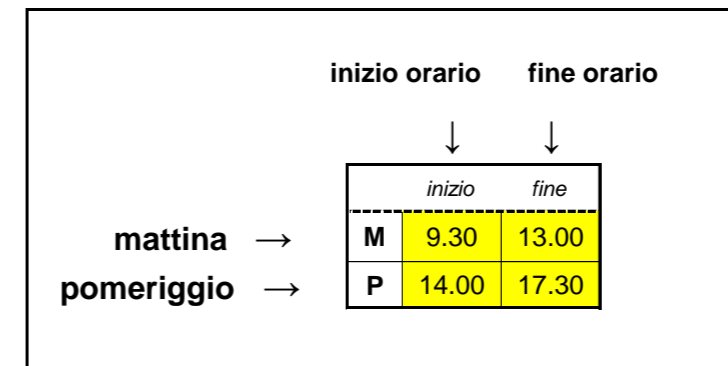 inizio orario fine orario
↓ ↓
inizio fine
mattina → M 9.30 13.00
pomeriggio → P 14.00 17.30